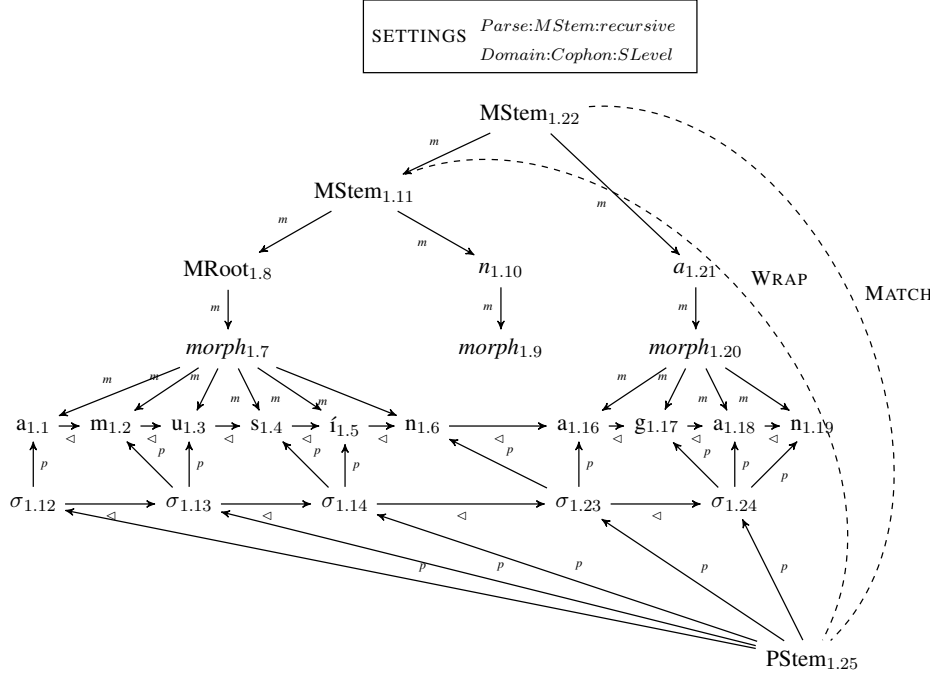 SETTINGS Parse:MStem:recursive
Domain:Cophon:SLevel
MStem1.22
m
MStem1.11
m m m
MRoot1.8 n1.10 a1.21 WRAP
MATCH
m m m
morph1.7 morph1.9 morph1.20
m m m m m m m m m m
a1.1 m1.2 u1.3 s1.4 í1.5 n1.6 a1.16 g1.17 a1.18 n1.19
◁ ◁ ◁ ◁ ◁ ◁ ◁ ◁ ◁
p p p p p p p p p p
σ1.12 σ1.13 σ1.14 σ1.23 σ1.24
◁ ◁ ◁ ◁
p p p p p
PStem1.25